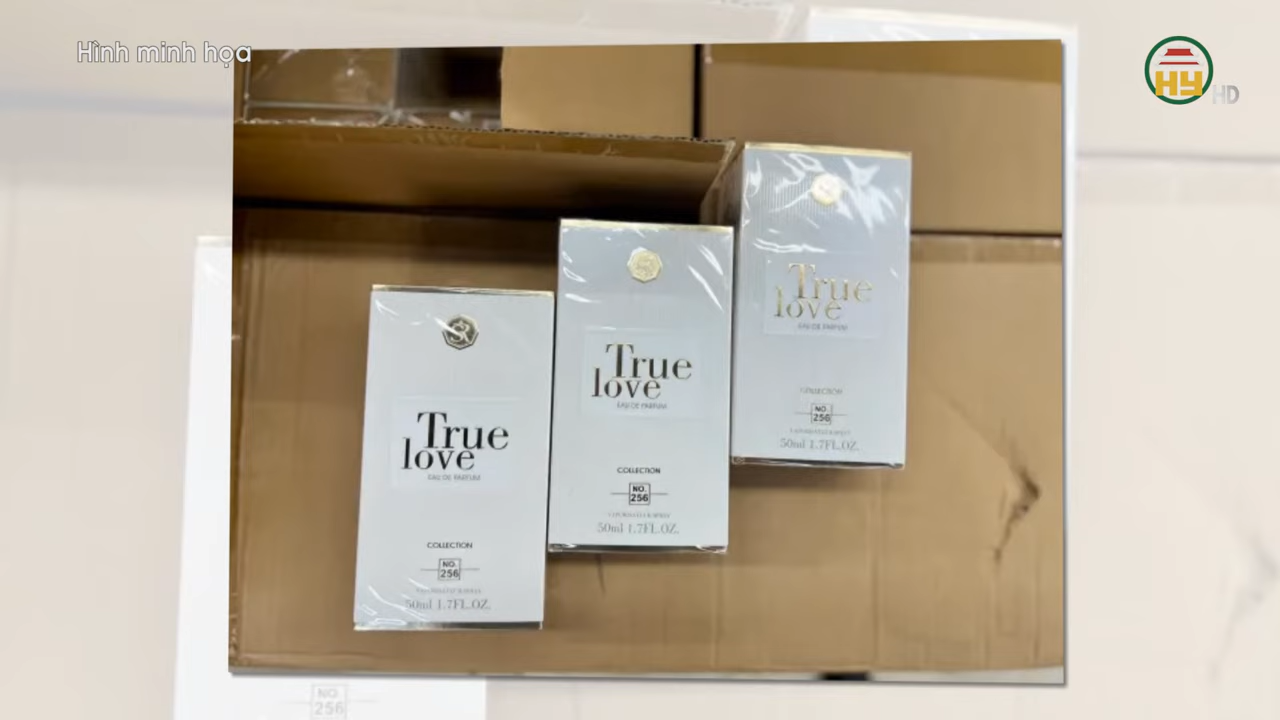 Hình minh họa
HY
HD
SR
True
love
EAU DE PARFUM
COLLECTION
NO.
256
50ml 1.7FL.OZ.
True
love
EAU DE PARFUM
COLLECTION
NO.
256
50ml 1.7FL.OZ.
True
love
EAU DE PARFUM
COLLECTION
NO.
256
50ml 1.7FL.OZ.
NO.
256